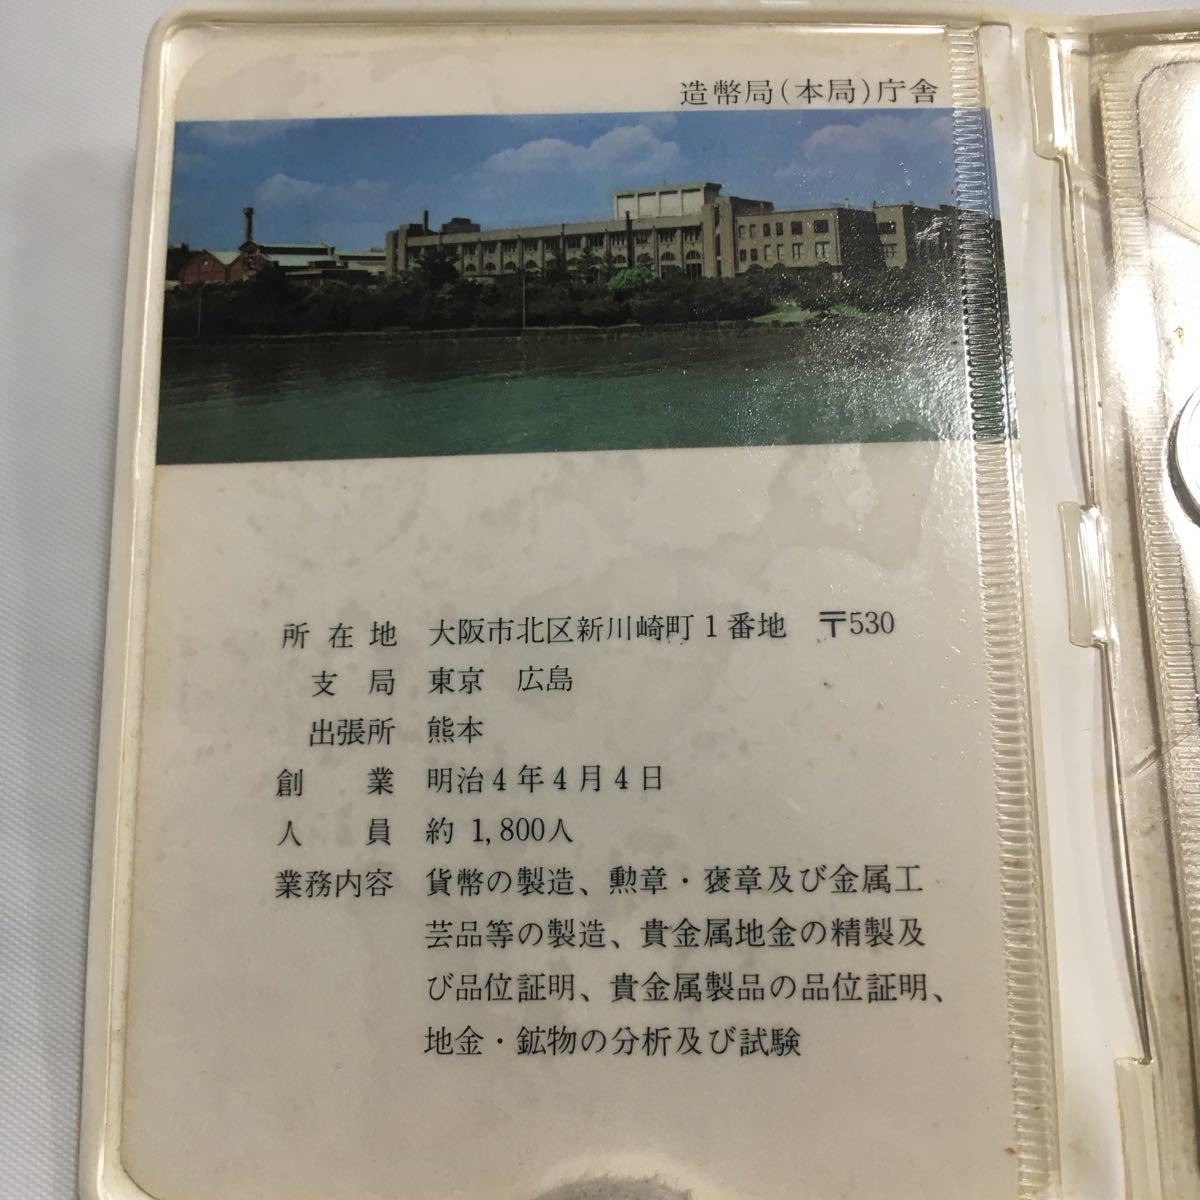 造幣局(本局)庁舎
所在地 大阪市北区新川崎町1番地 〒530
支局 東京 広島
出張所 熊本
創業 明治4年4月4日
人員 約 1,800人
業務内容 貨幣の製造、勲章・褒章及び金属工
芸品等の製造、貴金属地金の精製及
び品位証明、貴金属製品の品位証明、
地金・鉱物の分析及び試験